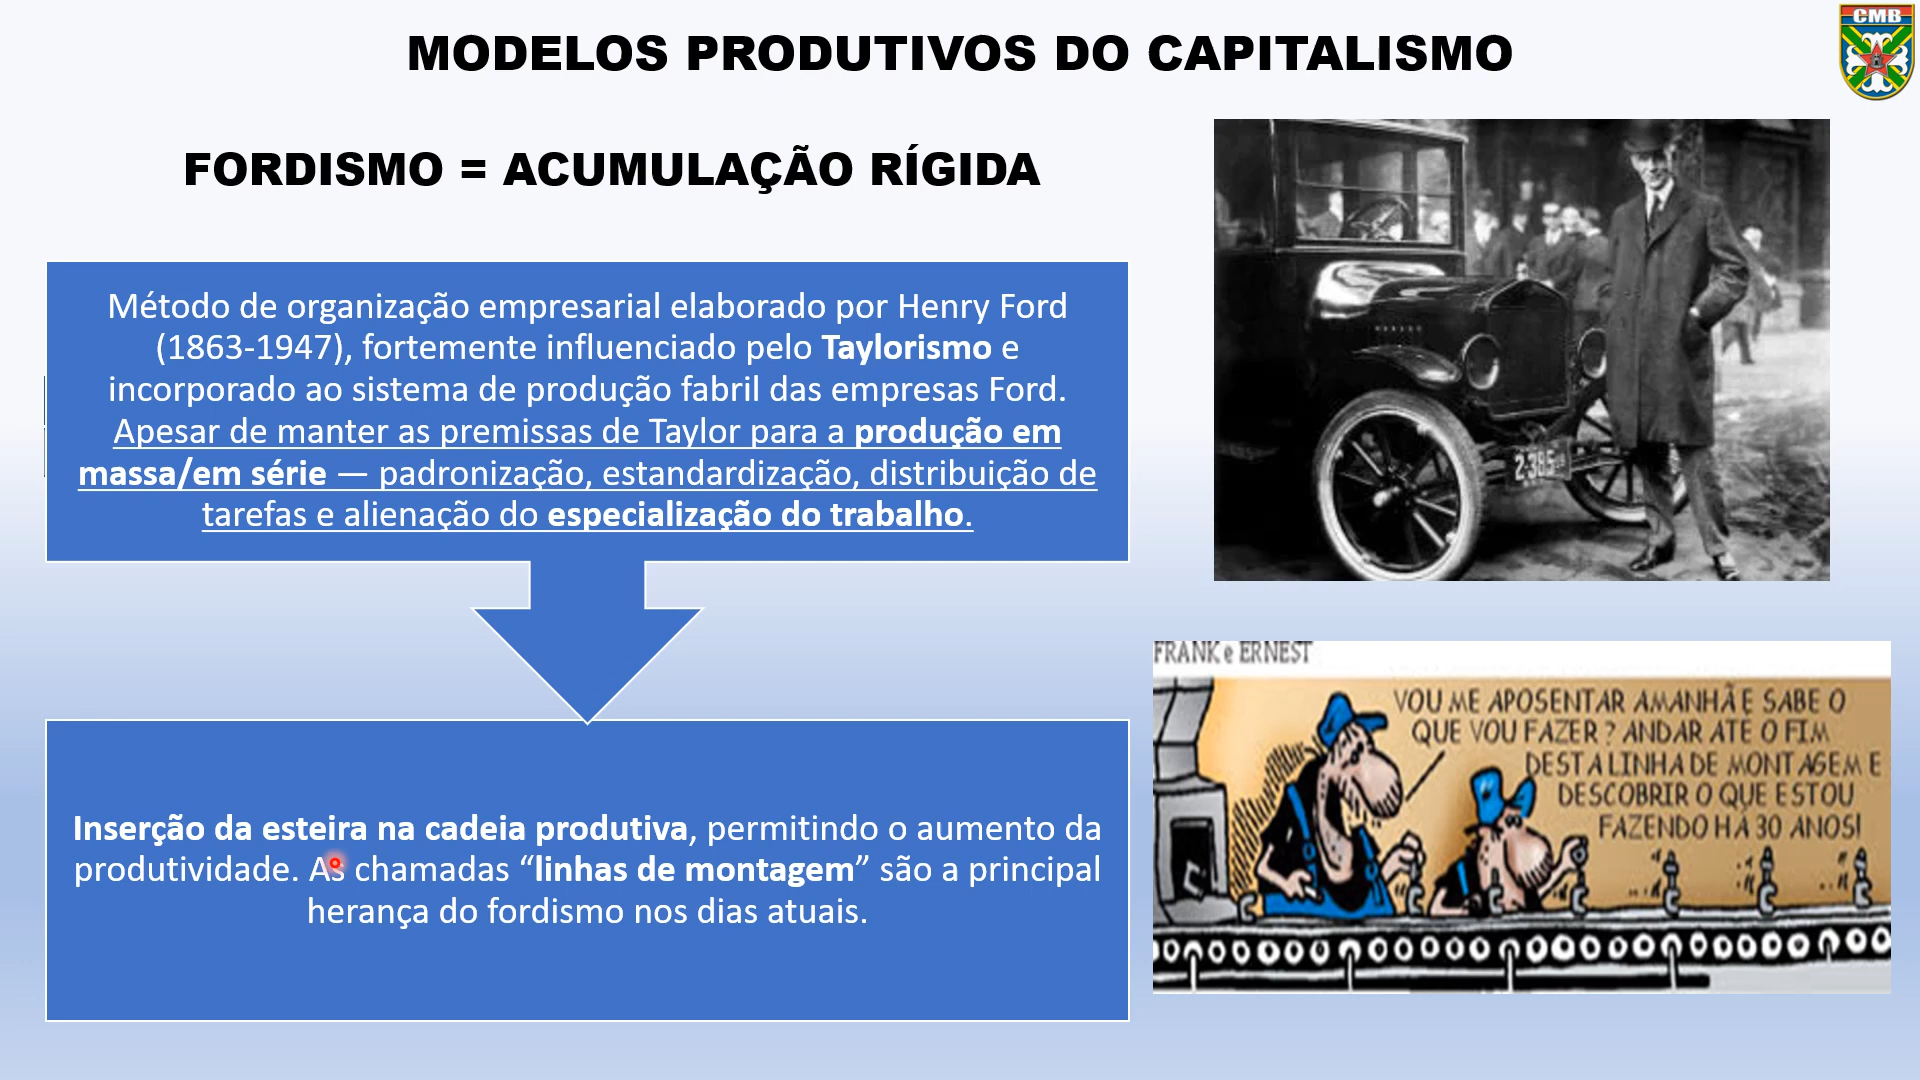 CMB
MODELOS PRODUTIVOS DO CAPITALISMO
FORDISMO = ACUMULAÇÃO RÍGIDA
Método de organização empresarial elaborado por Henry Ford
(1863-1947), fortemente influenciado pelo Taylorismo e
incorporado ao sistema de produção fabril das empresas Ford.
Apesar de manter as premissas de Taylor para a produção em
massa/em série — padronização, estandardização, distribuição de
tarefas e alienação do especialização do trabalho.
Inserção da esteira na cadeia produtiva, permitindo o aumento da
produtividade. As chamadas “linhas de montagem” são a principal
herança do fordismo nos dias atuais.
FRANK e ERNEST
VOU ME APOSENTAR AMANHÃ E SABE O
QUE VOU FAZER? ANDAR ATÉ O FIM
DESTA LINHA DE MONTAGEM E
DESCOBRIR O QUE ESTOU
FAZENDO HÁ 30 ANOS!